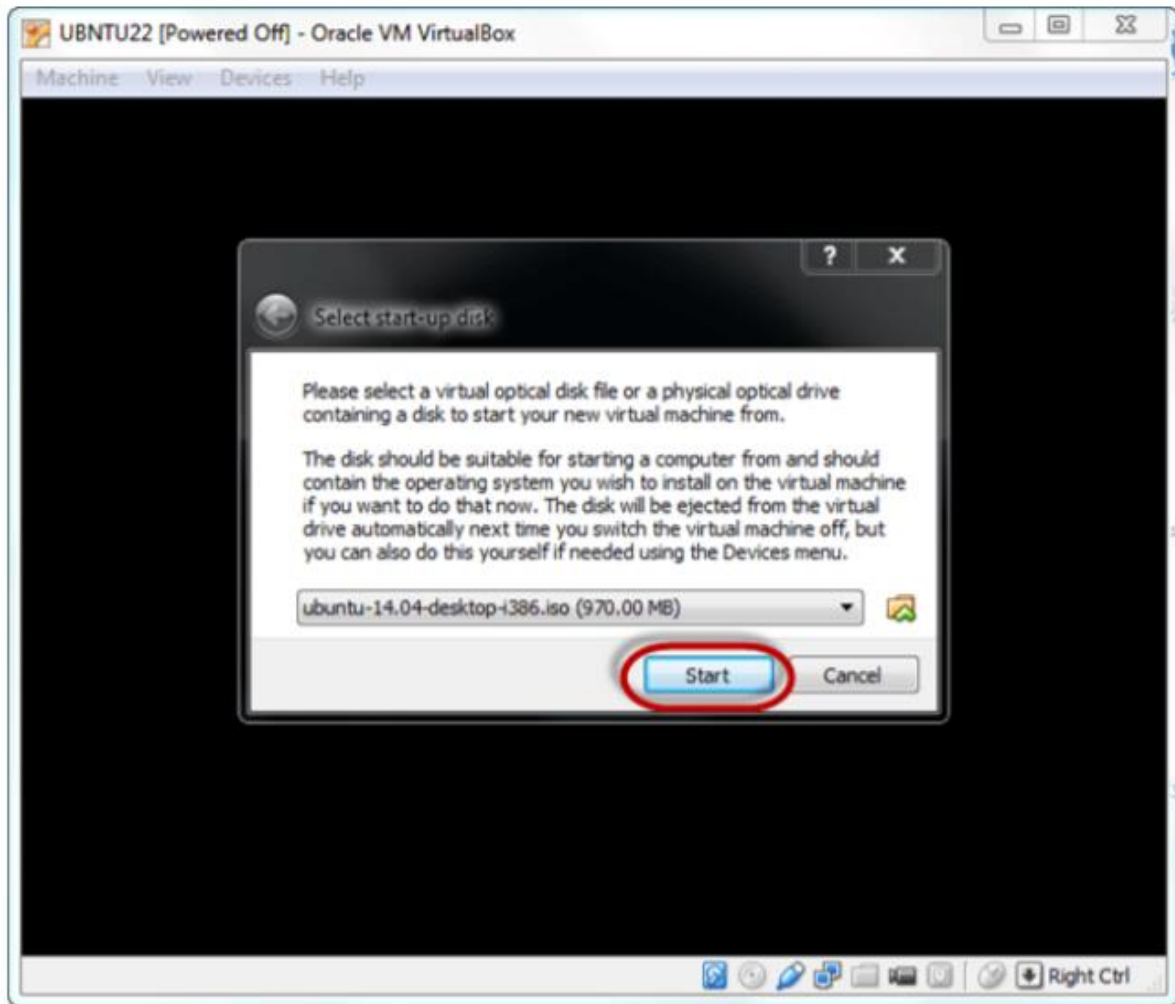 UBNTU22 [Powered Off] - Oracle VM VirtualBox
Machine View Devices Help
? X
Select start-up disk
Please select a virtual optical disk file or a physical optical drive
containing a disk to start your new virtual machine from.
The disk should be suitable for starting a computer from and should
contain the operating system you wish to install on the virtual machine
if you want to do that now. The disk will be ejected from the virtual
drive automatically next time you switch the virtual machine off, but
you can also do this yourself if needed using the Devices menu.
ubuntu-14.04-desktop-i386.iso (970.00 MB)
Start Cancel
Right Ctrl